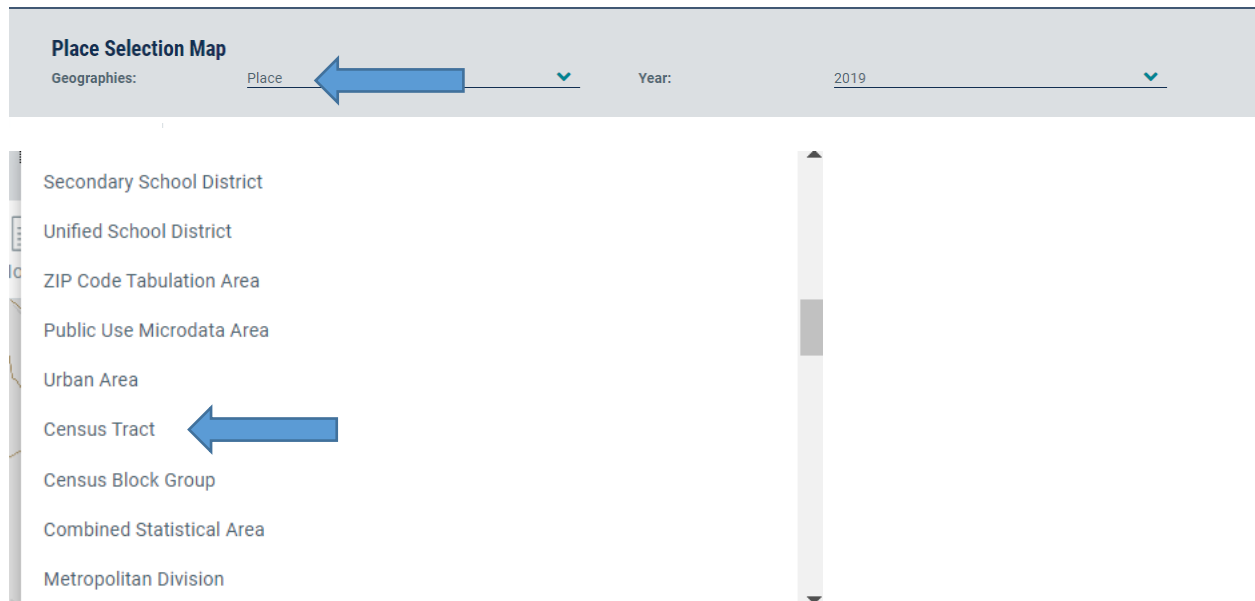 Place Selection Map
Geographies: Place Year: 2019
Secondary School District
Unified School District
ZIP Code Tabulation Area
Public Use Microdata Area
Urban Area
Census Tract
Census Block Group
Combined Statistical Area
Metropolitan Division